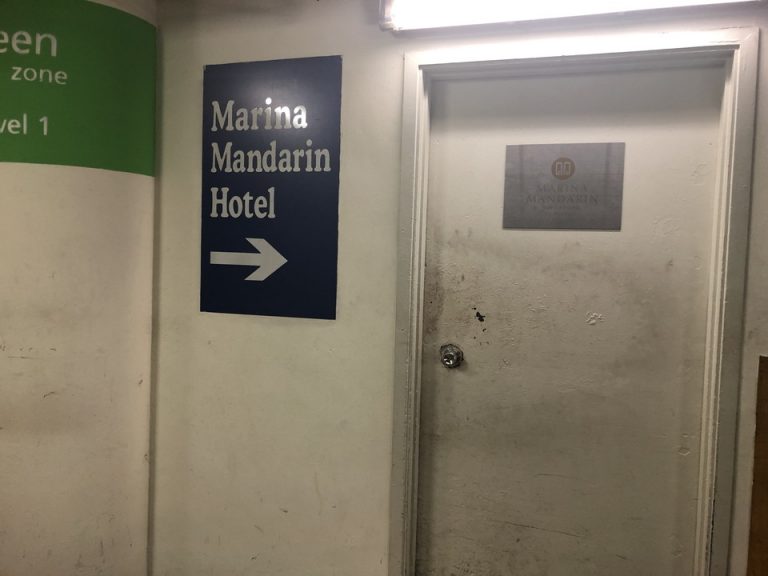 een
zone
vel 1
Marina
Mandarin
Hotel
MARINA
MANDARIN